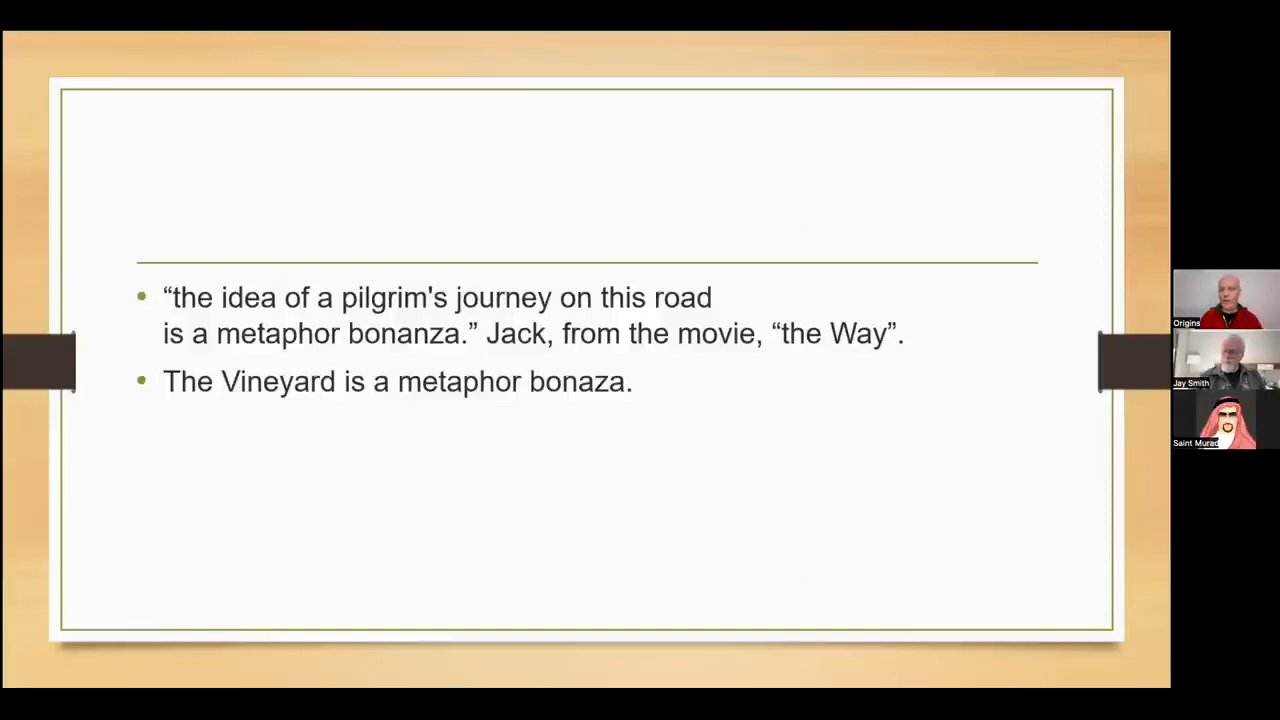 “the idea of a pilgrim's journey on this road
is a metaphor bonanza.” Jack, from the movie, “the Way”.
The Vineyard is a metaphor bonaza.
Origins
Jay Smith
Saint Murad